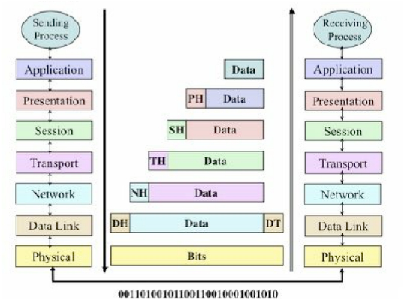 Sending
Process
Receiving
Process
Application
Data
Application
Presentation
PH
Data
Presentation
Session
SH
Data
Session
Transport
TH
Data
Transport
Network
NH
Data
Network
Data Link
DH
Data
DT
Data Link
Physical
Bits
Physical
001101001011100110010001001010